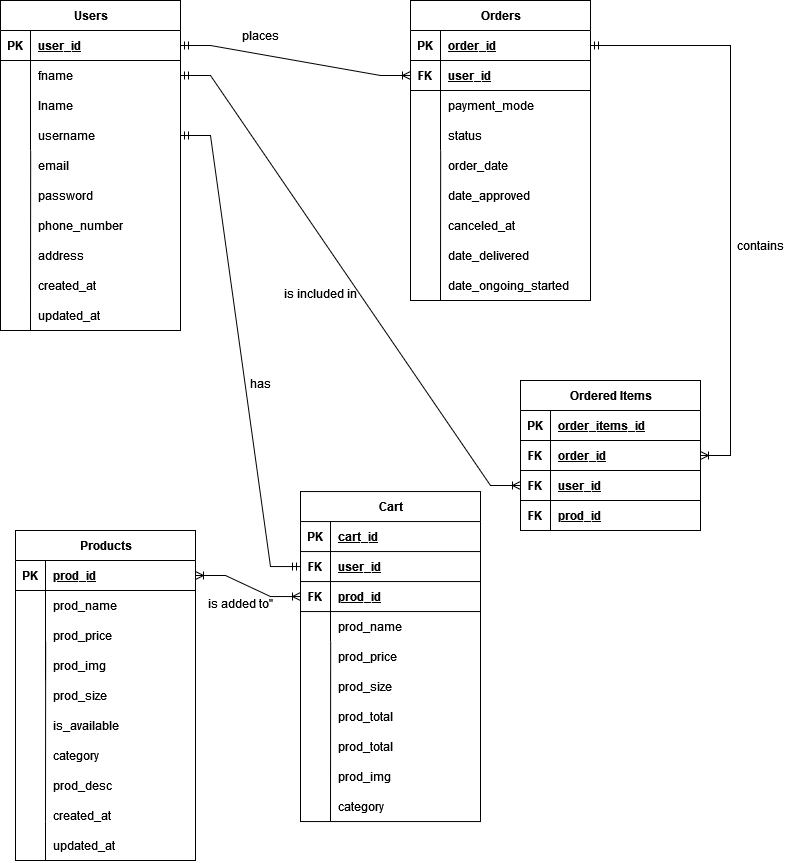 Users
PK user_id
fname
lname
username
email
password
phone_number
address
created_at
updated_at
places
Orders
PK order_id
FK user_id
payment_mode
status
order_date
date_approved
canceled_at
date_delivered
date_ongoing_started
contains
is included in
has
Ordered Items
PK order_items_id
FK order_id
FK user_id
FK prod_id
Products
PK prod_id
prod_name
prod_price
prod_img
prod_size
is_available
category
prod_desc
created_at
updated_at
is added to"
Cart
PK cart_id
FK user_id
FK prod_id
prod_name
prod_price
prod_size
prod_total
prod_total
prod_img
category